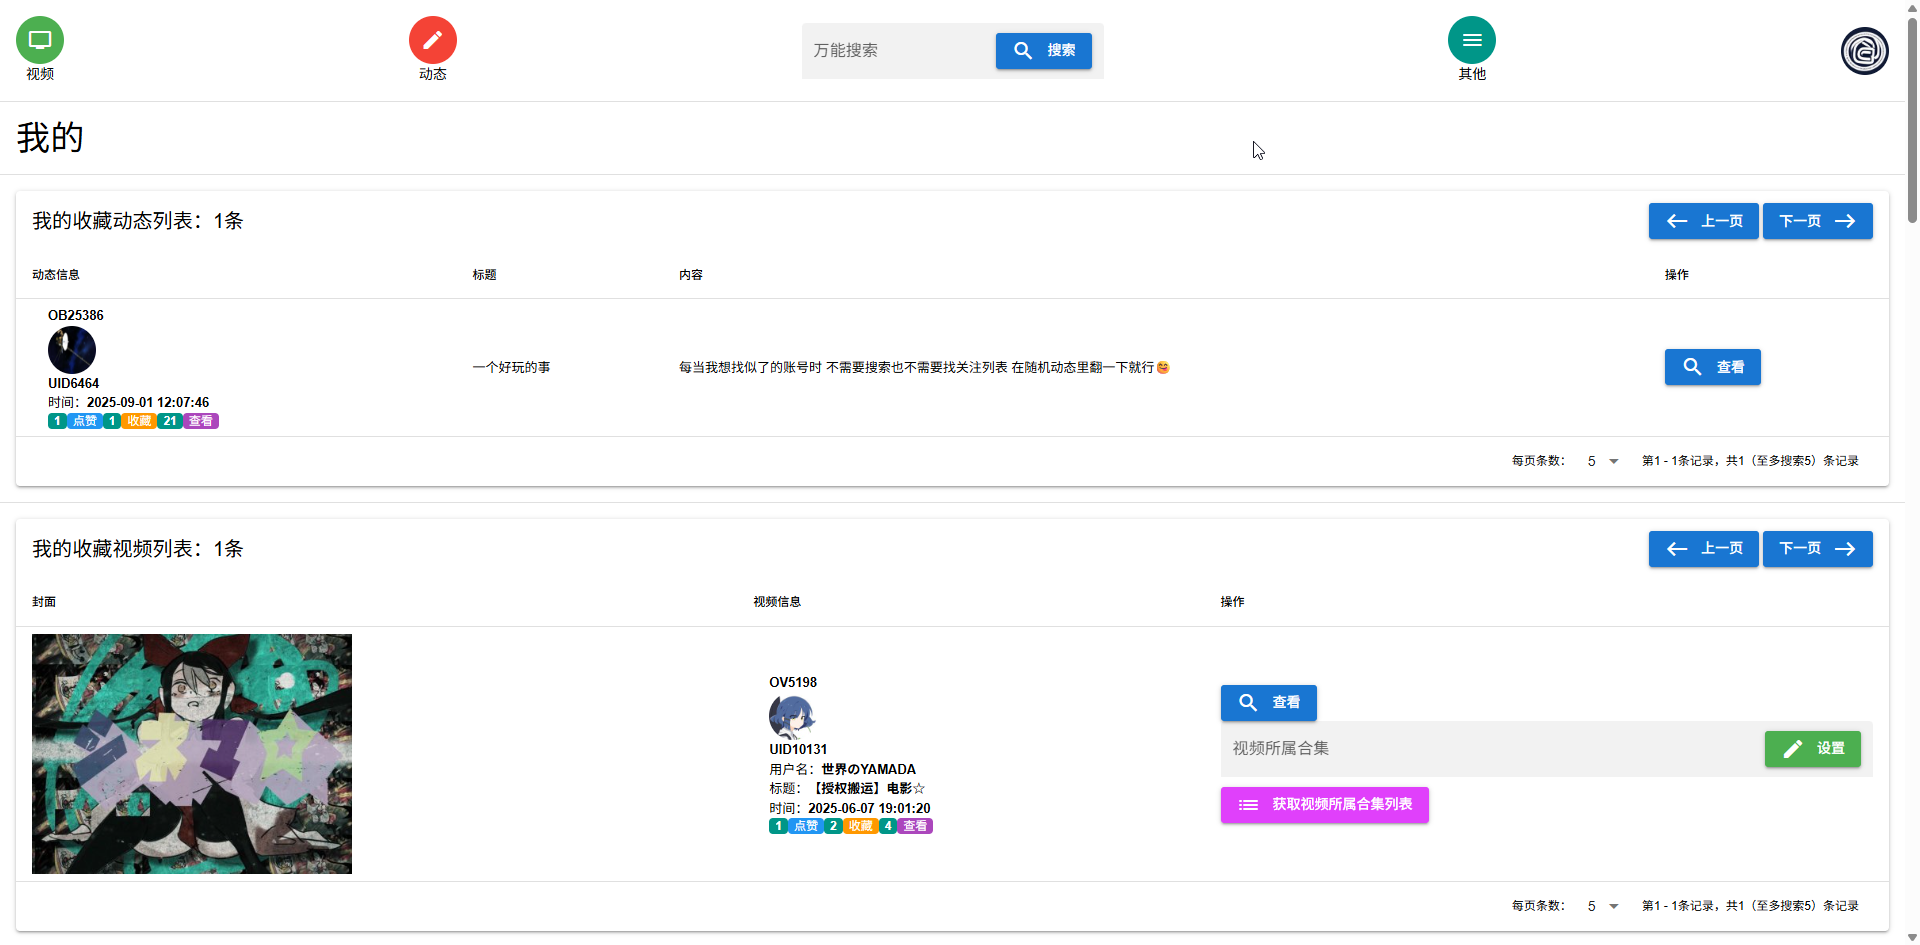 视频
动态
万能搜索
搜索
其他
我的
我的收藏动态列表：1条
上一页
下一页
动态信息
标题
内容
操作
OB25386
UID6464
时间：2025-09-01 12:07:46
1 点赞 1 收藏 21 查看
一个好玩的事
每当我想找似了的账号时 不需要搜索也不需要找关注列表 在随机动态里翻一下就行😋
查看
每页条数： 5
第1 - 1条记录，共1（至多搜索5）条记录
我的收藏视频列表：1条
上一页
下一页
封面
视频信息
操作
OV5198
UID10131
用户名：世界のYAMADA
标题：【授权搬运】电影☆
时间：2025-06-07 19:01:20
1 点赞 2 收藏 4 查看
查看
视频所属合集
设置
获取视频所属合集列表
每页条数： 5
第1 - 1条记录，共1（至多搜索5）条记录